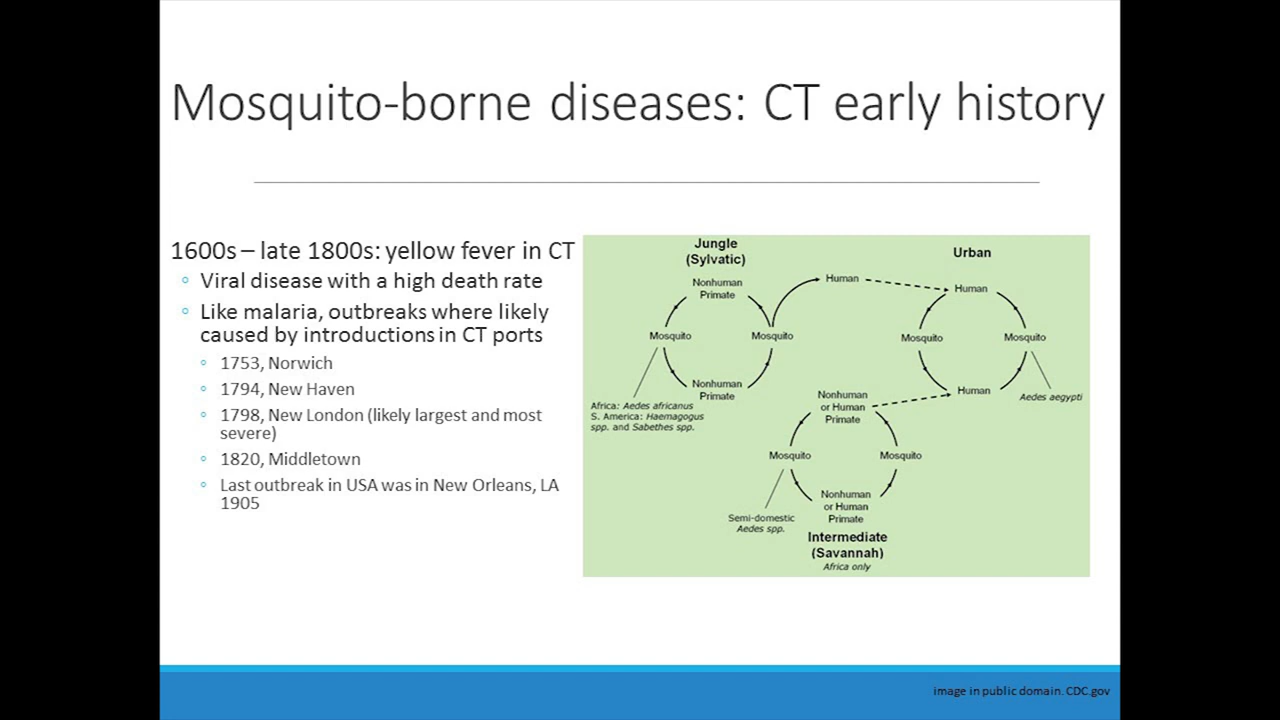 Mosquito-borne diseases: CT early history
1600s – late 1800s: yellow fever in CT
◦ Viral disease with a high death rate
◦ Like malaria, outbreaks where likely
caused by introductions in CT ports
◦ 1753, Norwich
◦ 1794, New Haven
◦ 1798, New London (likely largest and most
severe)
◦ 1820, Middletown
◦ Last outbreak in USA was in New Orleans, LA
1905
Jungle
(Sylvatic)
Nonhuman
Primate
Mosquito
Mosquito
Nonhuman
Primate
Africa: Aedes africanus
S. America: Haemagogus
spp. and Sabethes spp.
Human
Urban
Human
Mosquito
Mosquito
Human
Aedes aegypti
Nonhuman
or Human
Primate
Mosquito
Mosquito
Nonhuman
or Human
Primate
Semi-domestic
Aedes spp.
Intermediate
(Savannah)
Africa only
image in public domain. CDC.gov